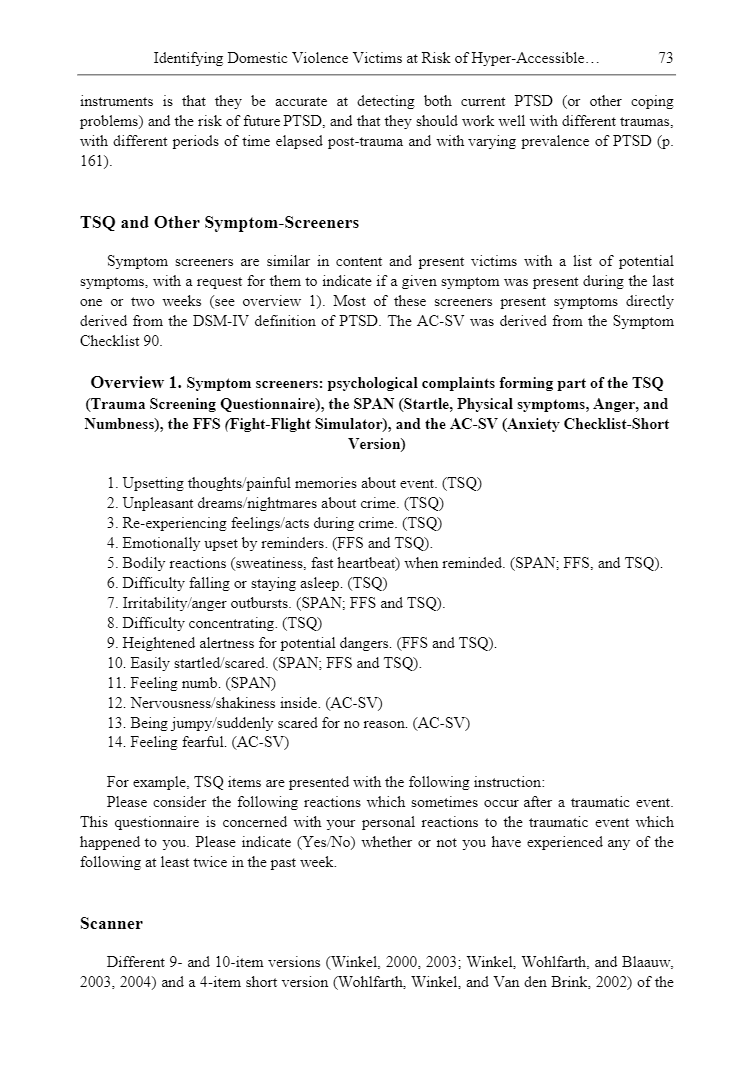 Identifying Domestic Violence Victims at Risk of Hyper-Accessible… 73
instruments is that they be accurate at detecting both current PTSD (or other coping
problems) and the risk of future PTSD, and that they should work well with different traumas,
with different periods of time elapsed post-trauma and with varying prevalence of PTSD (p.
161).
TSQ and Other Symptom-Screeners
Symptom screeners are similar in content and present victims with a list of potential
symptoms, with a request for them to indicate if a given symptom was present during the last
one or two weeks (see overview 1). Most of these screeners present symptoms directly
derived from the DSM-IV definition of PTSD. The AC-SV was derived from the Symptom
Checklist 90.
Overview 1. Symptom screeners: psychological complaints forming part of the TSQ
(Trauma Screening Questionnaire), the SPAN (Startle, Physical symptoms, Anger, and
Numbness), the FFS (Fight-Flight Simulator), and the AC-SV (Anxiety Checklist-Short
Version)
1. Upsetting thoughts/painful memories about event. (TSQ)
2. Unpleasant dreams/nightmares about crime. (TSQ)
3. Re-experiencing feelings/acts during crime. (TSQ)
4. Emotionally upset by reminders. (FFS and TSQ).
5. Bodily reactions (sweatiness, fast heartbeat) when reminded. (SPAN; FFS, and TSQ).
6. Difficulty falling or staying asleep. (TSQ)
7. Irritability/anger outbursts. (SPAN; FFS and TSQ).
8. Difficulty concentrating. (TSQ)
9. Heightened alertness for potential dangers. (FFS and TSQ).
10. Easily startled/scared. (SPAN; FFS and TSQ).
11. Feeling numb. (SPAN)
12. Nervousness/shakiness inside. (AC-SV)
13. Being jumpy/suddenly scared for no reason. (AC-SV)
14. Feeling fearful. (AC-SV)
For example, TSQ items are presented with the following instruction:
Please consider the following reactions which sometimes occur after a traumatic event.
This questionnaire is concerned with your personal reactions to the traumatic event which
happened to you. Please indicate (Yes/No) whether or not you have experienced any of the
following at least twice in the past week.
Scanner
Different 9- and 10-item versions (Winkel, 2000, 2003; Winkel, Wohlfarth, and Blaauw,
2003, 2004) and a 4-item short version (Wohlfarth, Winkel, and Van den Brink, 2002) of the